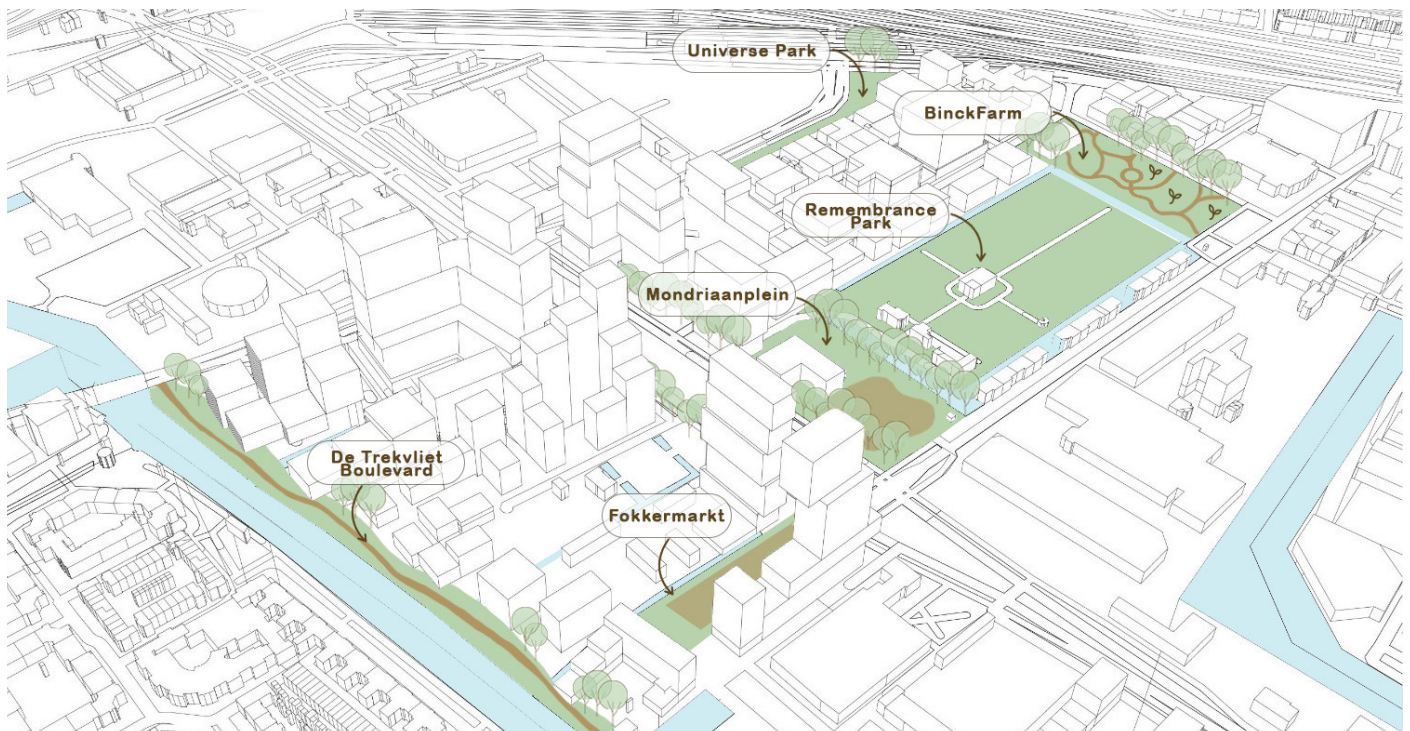 Universe Park
BinckFarm
Remembrance
Park
Mondriaanplein
De Trekvliet
Boulevard
Fokkermarkt